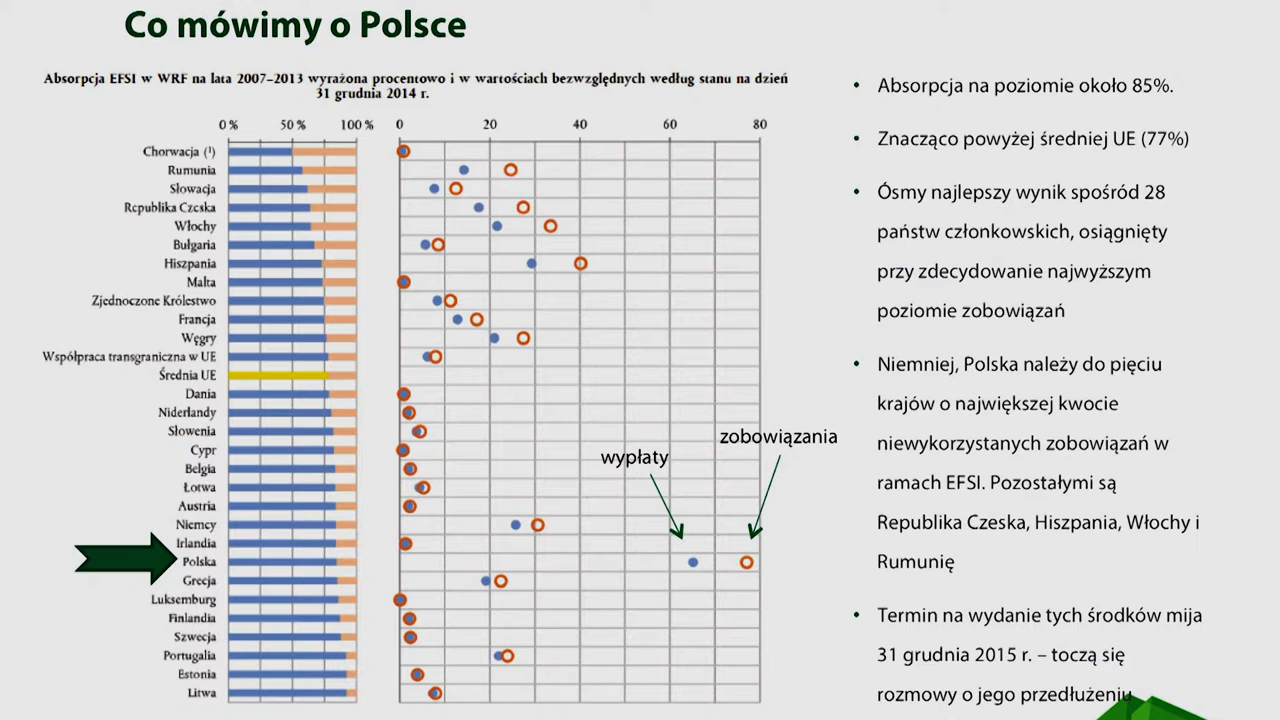 Co mówimy o Polsce
Absorpcja EFSI w WRF na lata 2007–2013 wyrażona procentowo i w wartościach bezwzględnych według stanu na dzień
31 grudnia 2014 r.
0 % 50 % 100 % 0 20 40 60 80
Chorwacja (¹)
Rumunia
Słowacja
Republika Czeska
Włochy
Bułgaria
Hiszpania
Malta
Zjednoczone Królestwo
Francja
Węgry
Współpraca transgraniczna w UE
Średnia UE
Dania
Niderlandy
Słowenia
Cypr
Belgia
Łotwa
Austria
Niemcy
Irlandia
Polska
Grecja
Luksemburg
Finlandia
Szwecja
Portugalia
Estonia
Litwa
wypłaty
zobowiązania
• Absorpcja na poziomie około 85%.
• Znacząco powyżej średniej UE (77%)
• Ósmy najlepszy wynik spośród 28
państw członkowskich, osiągnięty
przy zdecydowanie najwyższym
poziomie zobowiązań
• Niemniej, Polska należy do pięciu
krajów o największej kwocie
niewykorzystanych zobowiązań w
ramach EFSI. Pozostałymi są
Republika Czeska, Hiszpania, Włochy i
Rumunię
• Termin na wydanie tych środków mija
31 grudnia 2015 r. – toczą się
rozmowy o jego przedłużeniu